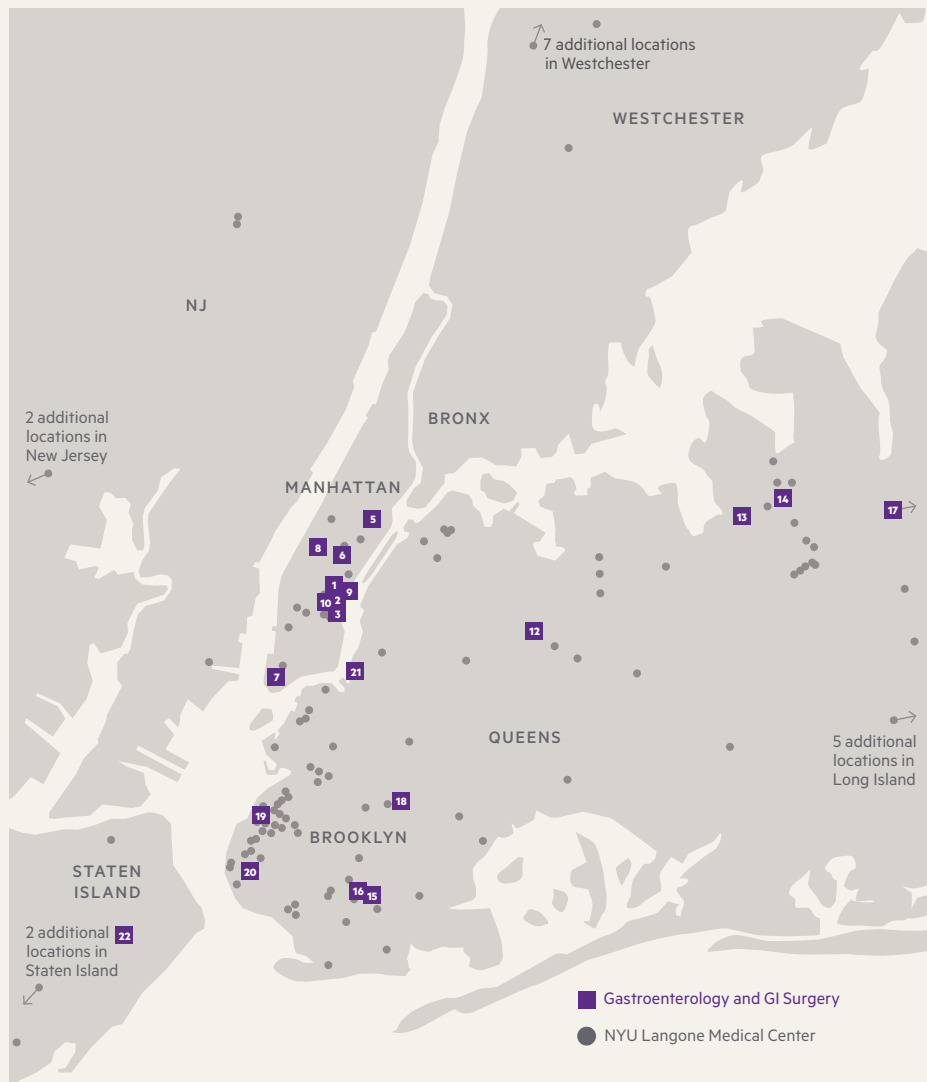 7 additional locations
in Westchester
WESTCHESTER
NJ
2 additional
locations in
New Jersey
BRONX
MANHATTAN
5
14
17
13
8
6
1
9
10
2
3
12
7
21
QUEENS
5 additional
locations in
Long Island
18
19
BROOKLYN
STATEN
ISLAND
20
16
15
2 additional
locations in
Staten Island
22
Gastroenterology and GI Surgery
NYU Langone Medical Center